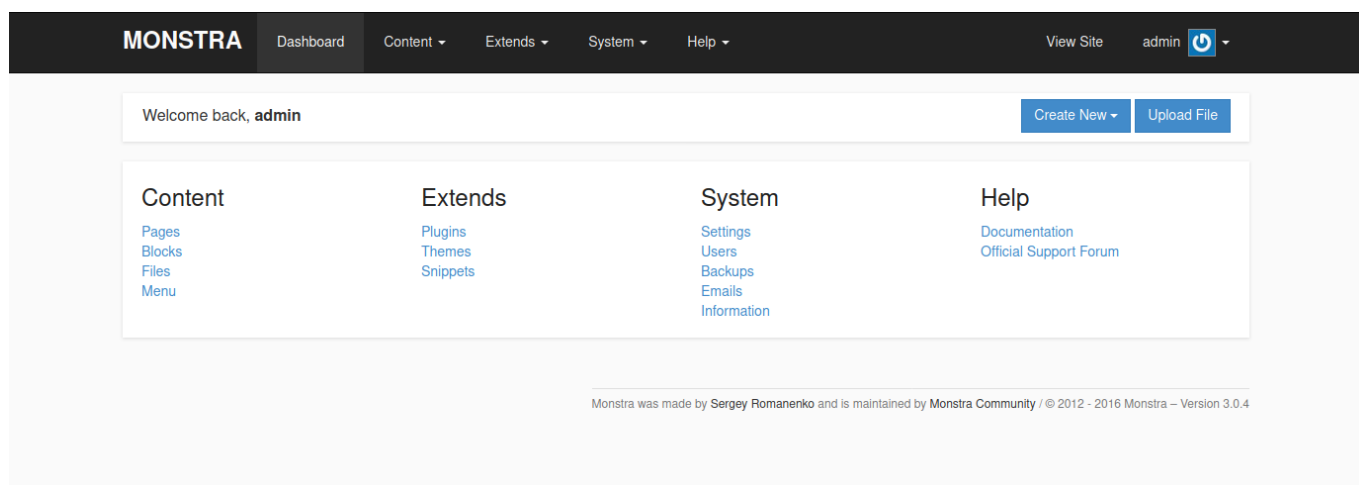 MONSTRA Dashboard Content Extends System Help View Site admin
Welcome back, admin Create New Upload File
Content Extends System Help
Pages Plugins Settings Documentation
Blocks Themes Users Official Support Forum
Files Snippets Backups
Menu Emails
Information
Monstra was made by Sergey Romanenko and is maintained by Monstra Community / © 2012 - 2016 Monstra – Version 3.0.4